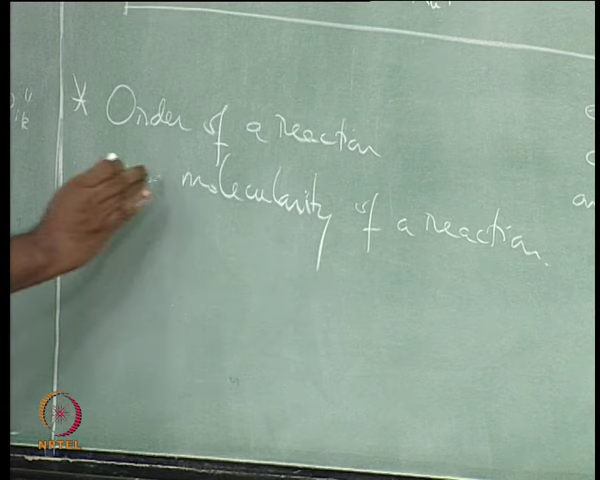 * Order of a reaction
molecularity of a reaction.
NPTEL